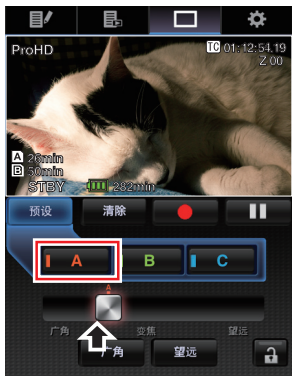 ProHD
TC 01:12:54.19
Z 00
A 26min
B 50min
STBY 282min
预设 清除
A B C
A
广角 变焦 望远
广角 望远